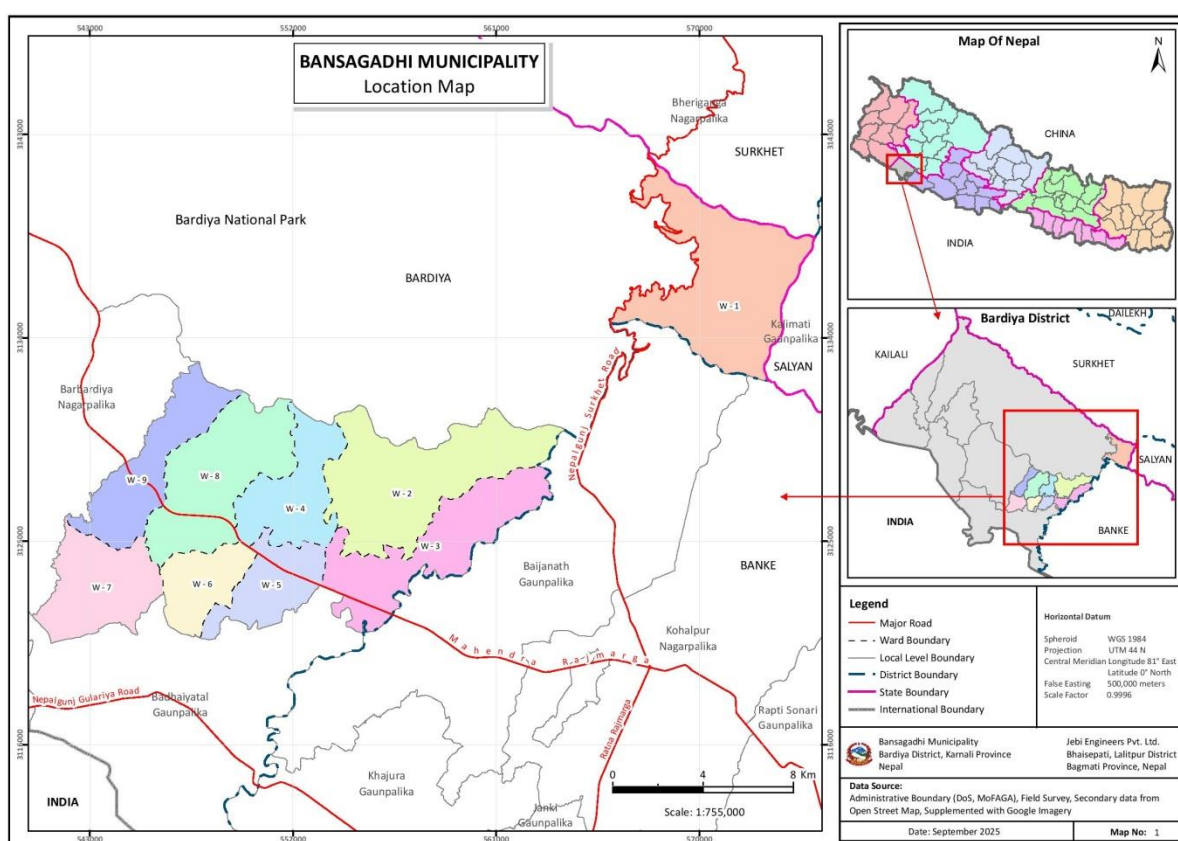 BANSAGADHI MUNICIPALITY
Location Map
543000
552000
561000
570000
3143000
3143000
3134000
3134000
3125000
3125000
3116000
3116000
543000
552000
561000
570000
Bheriganga
Nagarpalika
SURKHET
Bardiya National Park
BARDIYA
W - 1
Kalimati
Gaunpalika
SALYAN
Barbardiya
Nagarpalika
Nepalgunj Surkhet Road
W - 9
W - 8
W - 2
W - 4
W - 3
W - 7
W - 6
W - 5
Baijanath
Gaunpalika
BANKE
Mahendra Rajmarga
Kohalpur
Nagarpalika
Nepalgunj Gulariya Road
Badhaiyatal
Gaunpalika
Ratna Rajmarga
Rapti Sonari
Gaunpalika
Khajura
Gaunpalika
Janki
Gaunpalika
INDIA
0 4 8 Km
Scale: 1:755,000
Map Of Nepal
N
CHINA
INDIA
Bardiya District
DAILEKH
KAILALI
SURKHET
SALYAN
INDIA
BANKE
Legend
Major Road
Ward Boundary
Local Level Boundary
District Boundary
State Boundary
International Boundary
Horizontal Datum
Spheroid WGS 1984
Projection UTM 44 N
Central Meridian Longitude 81° East
Latitude 0° North
False Easting 500,000 meters
Scale Factor 0.9996
Bansagadhi Municipality
Bardiya District, Karnali Province
Nepal
Jebi Engineers Pvt. Ltd.
Bhaisepati, Lalitpur District
Bagmati Province, Nepal
Data Source:
Administrative Boundary (DoS, MoFAGA), Field Survey, Secondary data from
Open Street Map, Supplemented with Google Imagery
Date: September 2025
Map No: 1